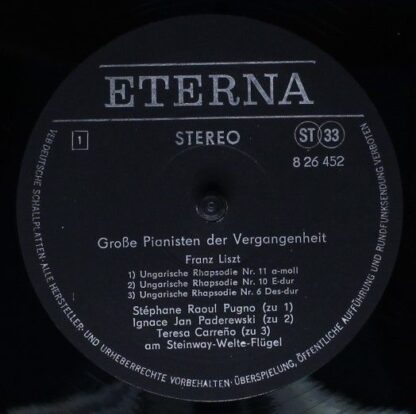 ETERNA
1
STEREO
ST 33
8 26 452
Große Pianisten der Vergangenheit
Franz Liszt
1) Ungarische Rhapsodie Nr. 11 a-moll
2) Ungarische Rhapsodie Nr. 10 E-dur
3) Ungarische Rhapsodie Nr. 6 Des-dur
Stéphane Raoul Pugno (zu 1)
Ignace Jan Paderewski (zu 2)
Teresa Carreño (zu 3)
am Steinway-Welte-Flügel
VEB DEUTSCHE SCHALLPLATTEN·ALLE HERSTELLER- UND URHEBERRECHTE VORBEHALTEN·ÜBERSPIELUNG, ÖFFENTLICHE AUFFÜHRUNG UND RUNDFUNKSENDUNG VERBOTEN